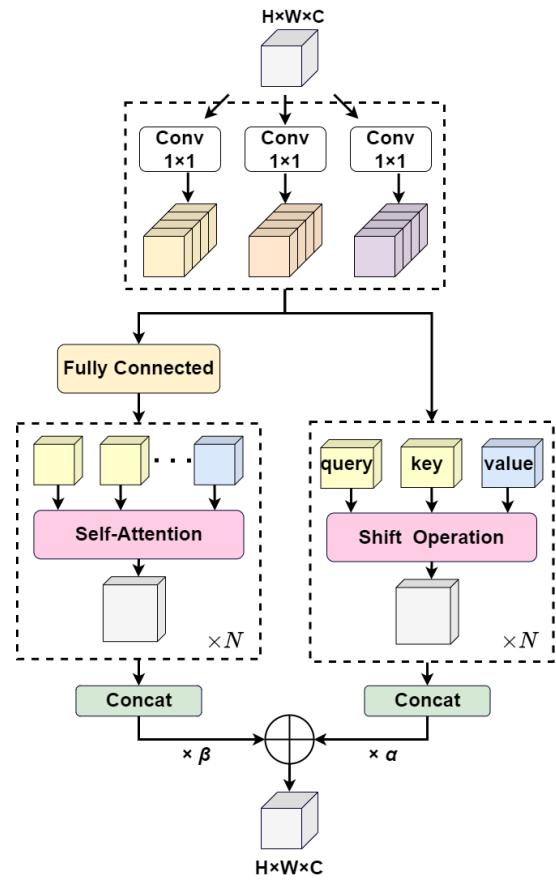 H×W×C
Conv
1×1
Conv
1×1
Conv
1×1
Fully Connected
query
key
value
Self-Attention
Shift Operation
×N
×N
Concat
Concat
× β
× α
H×W×C